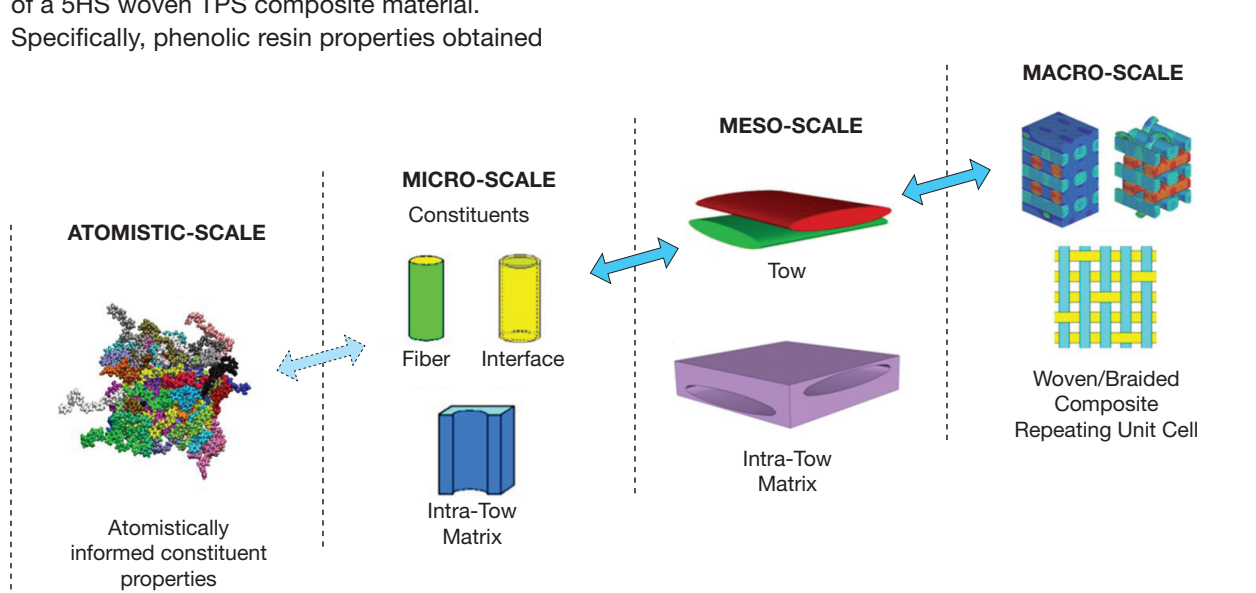 of a 5HS woven TPS composite material.
Specifically, phenolic resin properties obtained
ATOMISTIC-SCALE
Atomistically
informed constituent
properties
MICRO-SCALE
Constituents
Fiber
Interface
Intra-Tow
Matrix
MESO-SCALE
Tow
Intra-Tow
Matrix
MACRO-SCALE
Woven/Braided
Composite
Repeating Unit Cell